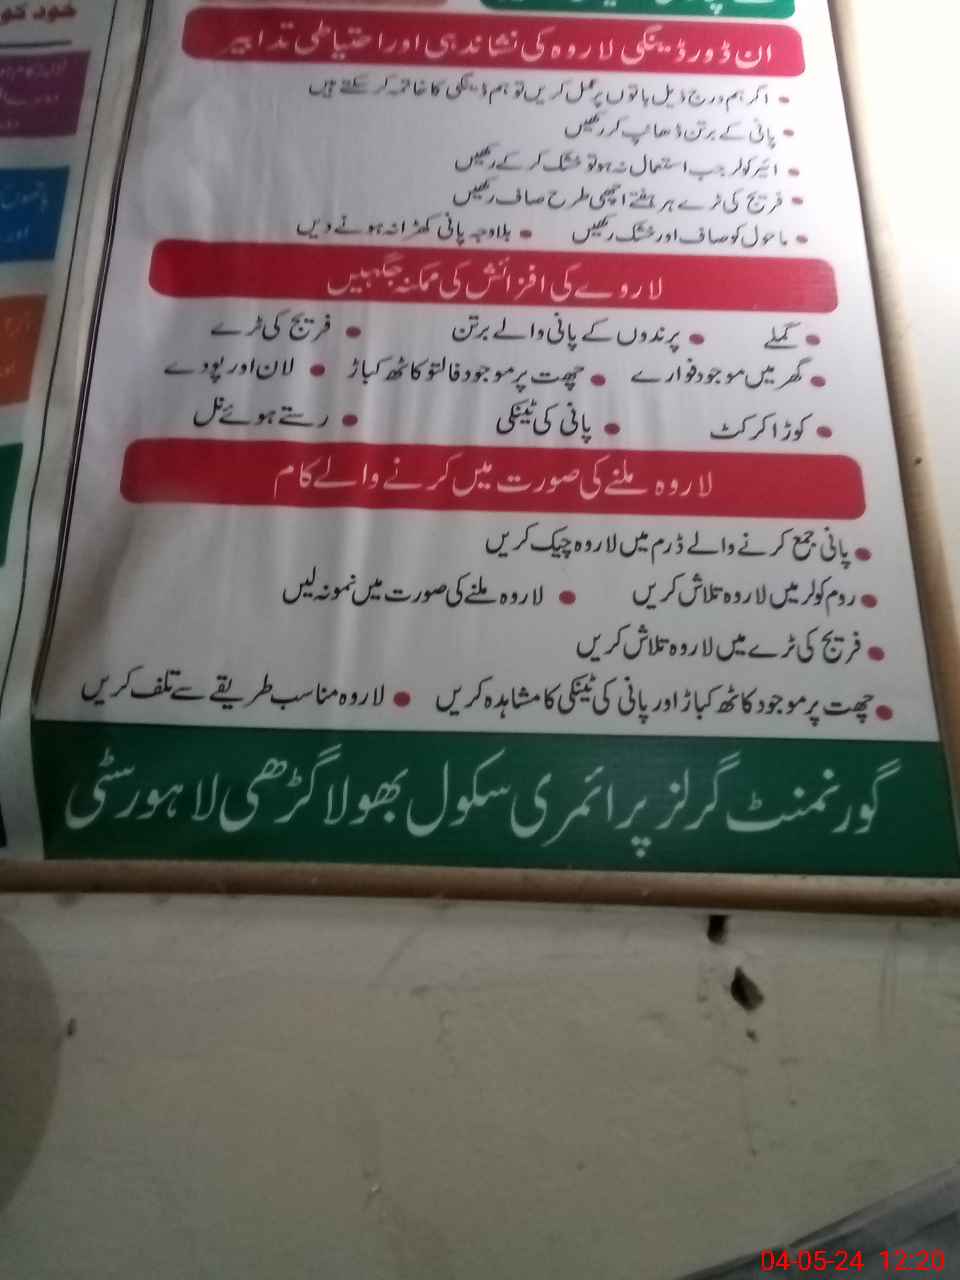 ان ڈور ڈینگی لاروہ کی نشاندہی اور احتیاطی تدابیر
• اگر ہم درج ذیل باتوں پر عمل کریں تو ہم ڈینگی کا خاتمہ کر سکتے ہیں
• پانی کے برتن ڈھانپ کر رکھیں
• ائیر کولر جب استعمال نہ ہو تو خشک کر کے رکھیں
• فریج کی ٹرے ہر ہفتے اچھی طرح صاف رکھیں
• ماحول کو صاف اور خشک رکھیں • بلاوجہ پانی کھڑا نہ ہونے دیں
لاروے کی افزائش کی ممکنہ جگہیں
• گملے • پرندوں کے پانی والے برتن • فریج کی ٹرے
• گھر میں موجود فوارے • چھت پر موجود فالتو کاٹھ کباڑ • لان اور پودے
• کوڑا کرکٹ • پانی کی ٹینکی • رستے ہوئے نل
لاروہ ملنے کی صورت میں کرنے والے کام
• پانی جمع کرنے والے ڈرم میں لاروہ چیک کریں
• روم کولر میں لاروہ تلاش کریں • لاروہ ملنے کی صورت میں نمونہ لیں
• فریج کی ٹرے میں لاروہ تلاش کریں
• چھت پر موجود کاٹھ کباڑ اور پانی کی ٹینکی کا مشاہدہ کریں • لاروہ مناسب طریقے سے تلف کریں
گورنمنٹ گرلز پرائمری سکول بھولا گڑھی لاہور سٹی
خود کو
04-05-24 12:20